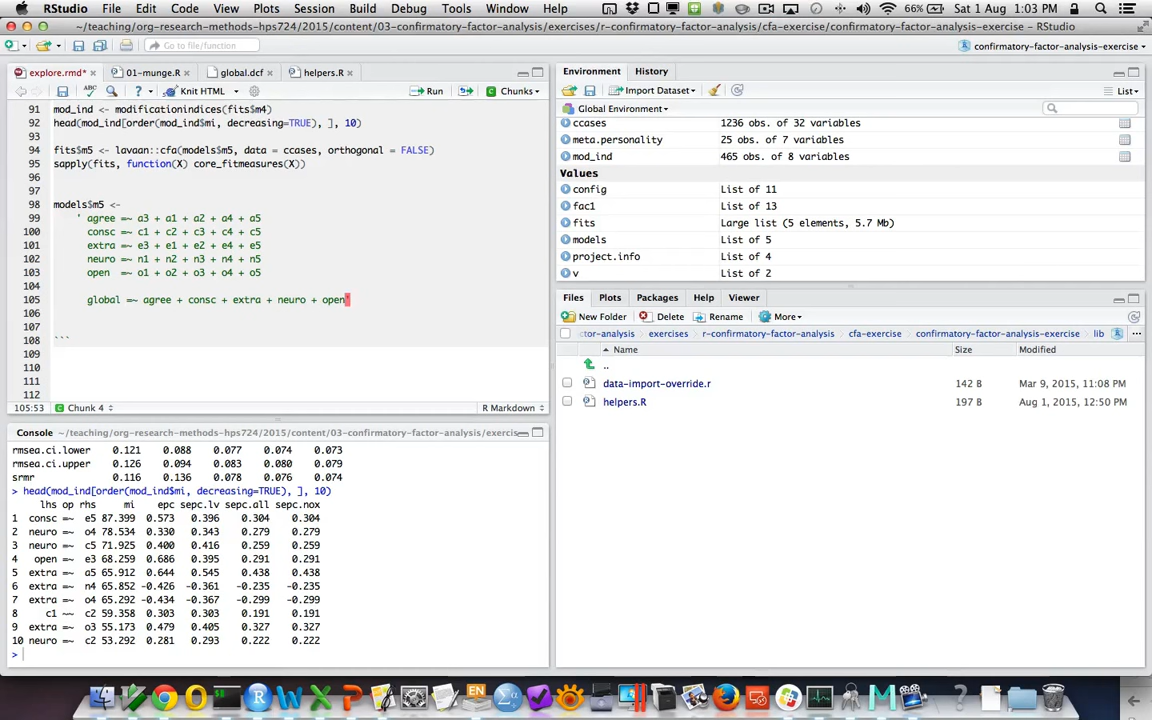 RStudio File Edit Code View Plots Session Build Debug Tools Window Help 66% Sat 1 Aug 1:03 PM
~/teaching/org-research-methods-hps724/2015/content/03-confirmatory-factor-analysis/exercises/r-confirmatory-factor-analysis/cfa-exercise/confirmatory-factor-analysis-exercise - RStudio
Go to file/function confirmatory-factor-analysis-exercise
explore.rmd* 01-munge.R global.dcf helpers.R
Knit HTML Run Chunks
91 mod_ind <- modificationindices(fits$m4)
92 head(mod_ind[order(mod_ind$mi, decreasing=TRUE), ], 10)
93
94 fits$m5 <- lavaan::cfa(models$m5, data = ccases, orthogonal = FALSE)
95 sapply(fits, function(X) core_fitmeasures(X))
96
97
98 models$m5 <-
99 ' agree =~ a3 + a1 + a2 + a4 + a5
100 consc =~ c1 + c2 + c3 + c4 + c5
101 extra =~ e3 + e1 + e2 + e4 + e5
102 neuro =~ n1 + n2 + n3 + n4 + n5
103 open =~ o1 + o2 + o3 + o4 + o5
104
105 global =~ agree + consc + extra + neuro + open'
106
107
108 ```
109
110
111
112
105:53 Chunk 4 R Markdown
Console ~/teaching/org-research-methods-hps724/2015/content/03-confirmatory-factor-analysis/exercis
rmsea.ci.lower 0.121 0.088 0.077 0.074 0.073
rmsea.ci.upper 0.126 0.094 0.083 0.080 0.079
srmr 0.116 0.136 0.078 0.076 0.074
> head(mod_ind[order(mod_ind$mi, decreasing=TRUE), ], 10)
lhs op rhs mi epc sepc.lv sepc.all sepc.nox
1 consc =~ e5 87.399 0.573 0.396 0.304 0.304
2 neuro =~ o4 78.534 0.330 0.343 0.279 0.279
3 neuro =~ c5 71.925 0.400 0.416 0.259 0.259
4 open =~ e3 68.259 0.686 0.395 0.291 0.291
5 extra =~ a5 65.912 0.644 0.545 0.438 0.438
6 extra =~ n4 65.852 -0.426 -0.361 -0.235 -0.235
7 extra =~ o4 65.292 -0.434 -0.367 -0.299 -0.299
8 c1 ~~ c2 59.358 0.303 0.303 0.191 0.191
9 extra =~ o3 55.173 0.479 0.405 0.327 0.327
10 neuro =~ c2 53.292 0.281 0.293 0.222 0.222
>
Environment History
Import Dataset List
Global Environment
ccases 1236 obs. of 32 variables
meta.personality 25 obs. of 7 variables
mod_ind 465 obs. of 8 variables
Values
config List of 11
fac1 List of 13
fits Large list (5 elements, 5.7 Mb)
models List of 5
project.info List of 4
v List of 2
Files Plots Packages Help Viewer
New Folder Delete Rename More
ctor-analysis exercises r-confirmatory-factor-analysis cfa-exercise confirmatory-factor-analysis-exercise lib
Name Size Modified
..
data-import-override.r 142 B Mar 9, 2015, 11:08 PM
helpers.R 197 B Aug 1, 2015, 12:50 PM